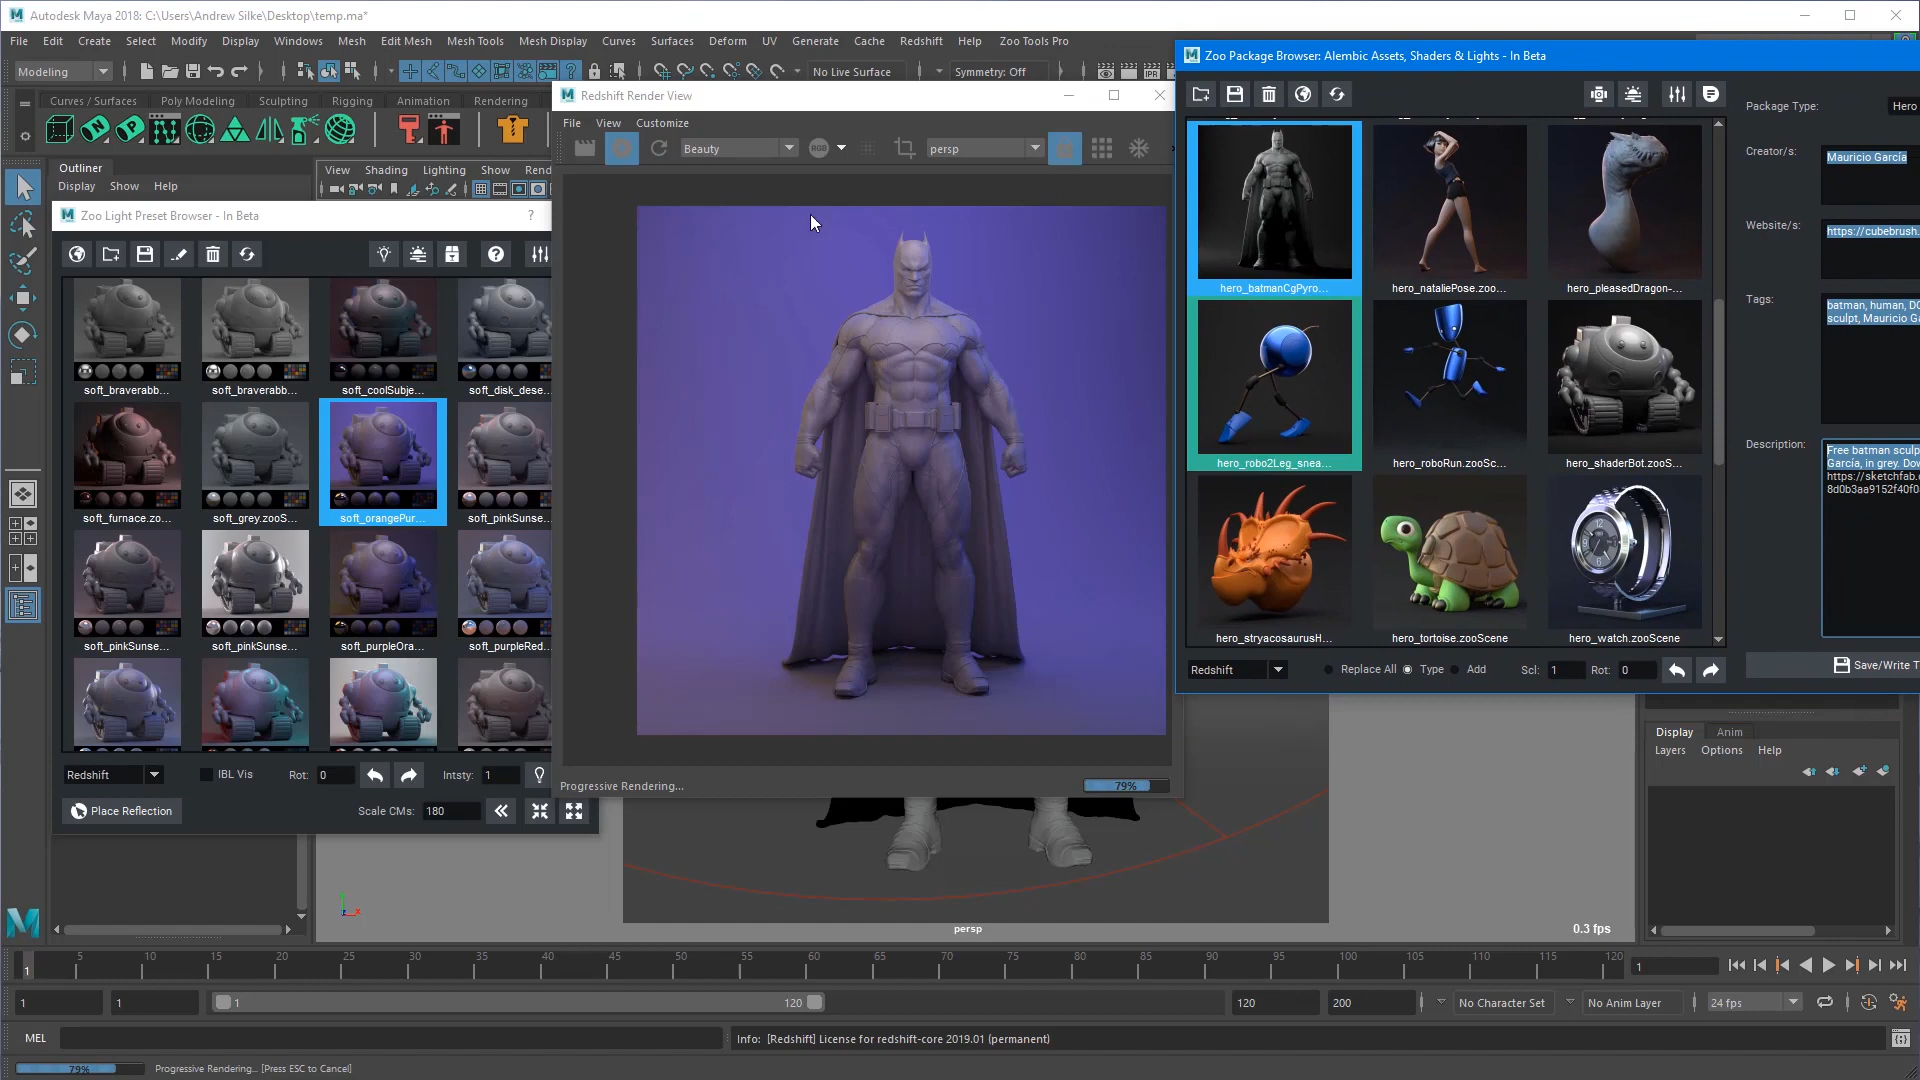 Autodesk Maya 2018: C:\Users\Andrew Silke\Desktop\temp.ma*
File Edit Create Select Modify Display Windows Mesh Edit Mesh Mesh Tools Mesh Display Curves Surfaces Deform UV Generate Cache Arnold Redshift Help Zoo Tools Pro
Modeling
No Live Surface
Symmetry: Off
IPR
Curves / Surfaces Poly Modeling Sculpting Rigging Animation Rendering
Outliner
Display Show Help
View Shading Lighting Show Rend
Zoo Light Preset Browser - In Beta
?
soft_braverabb...
soft_braverabb...
soft_coolSubje...
soft_disk_dese...
soft_furnace.zo...
soft_grey.zooS...
soft_orangePur...
soft_pinkSunse...
soft_pinkSunse...
soft_pinkSunse...
soft_purpleOra...
soft_purpleRed...
Redshift
IBL Vis
Rot: 0
Intsty: 1
Place Reflection
Scale CMs: 180
Redshift Render View
File View Customize
Beauty
RGB
persp
Progressive Rendering...
79%
Zoo Package Browser: Alembic Assets, Shaders & Lights - In Beta
hero_batmanCgPyro...
hero_nataliePose.zoo...
hero_pleasedDragon-...
hero_robo2Leg_snea...
hero_roboRun.zooSc...
hero_shaderBot.zooS...
hero_stryacosaurusH...
hero_tortoise.zooScene
hero_watch.zooScene
Redshift
Replace All Type Add
Scl: 1
Rot: 0
Package Type: Hero
Creator/s:
Mauricio García
Website/s:
https://cubebrush.
Tags:
batman, human, DC
sculpt, Mauricio Ga
Description:
Free batman sculp
García, in grey. Dow
https://sketchfab.c
8d0b3aa9152f40f0
Save/Write T
persp
0.3 fps
Display Anim
Layers Options Help
1 5 10 15 20 25 30 35 40 45 50 55 60 65 70 75 80 85 90 95 100 105 110 115 120
1
1
1
1
120
120
200
No Character Set
No Anim Layer
24 fps
MEL
Info: [Redshift] License for redshift-core 2019.01 (permanent)
79%
Progressive Rendering... [Press ESC to Cancel]